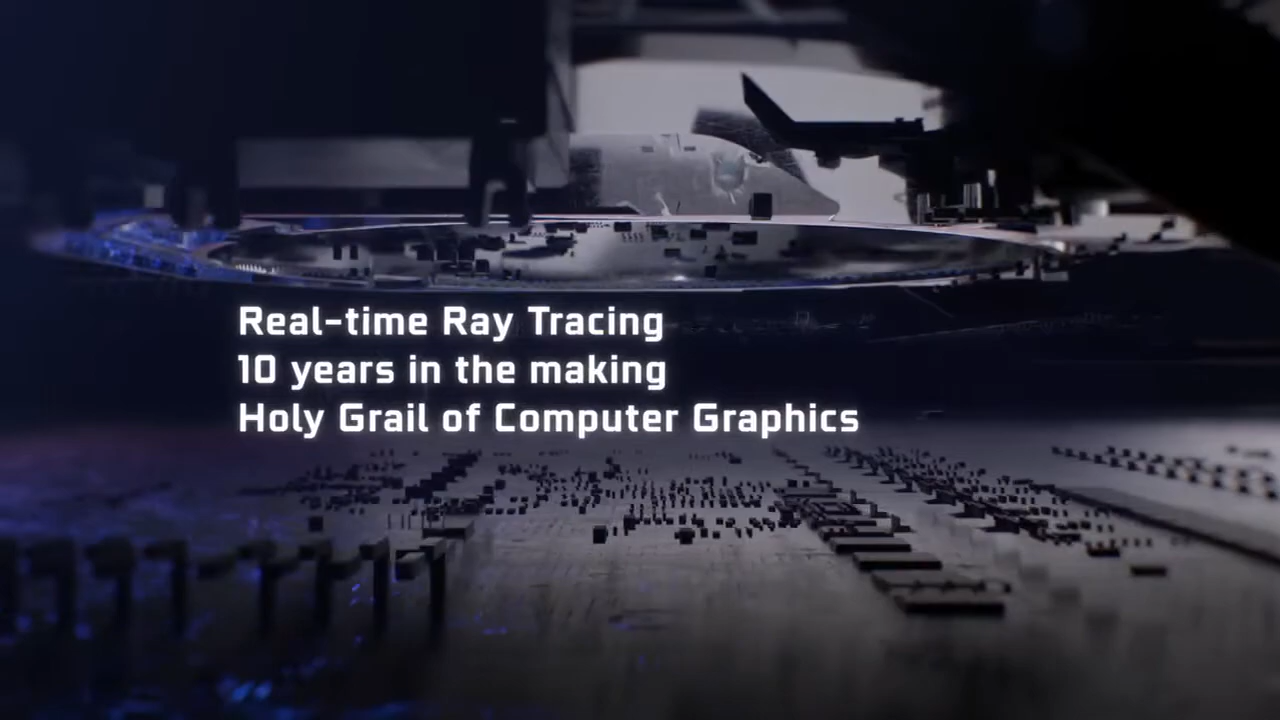 Real-time Ray Tracing
10 years in the making
Holy Grail of Computer Graphics